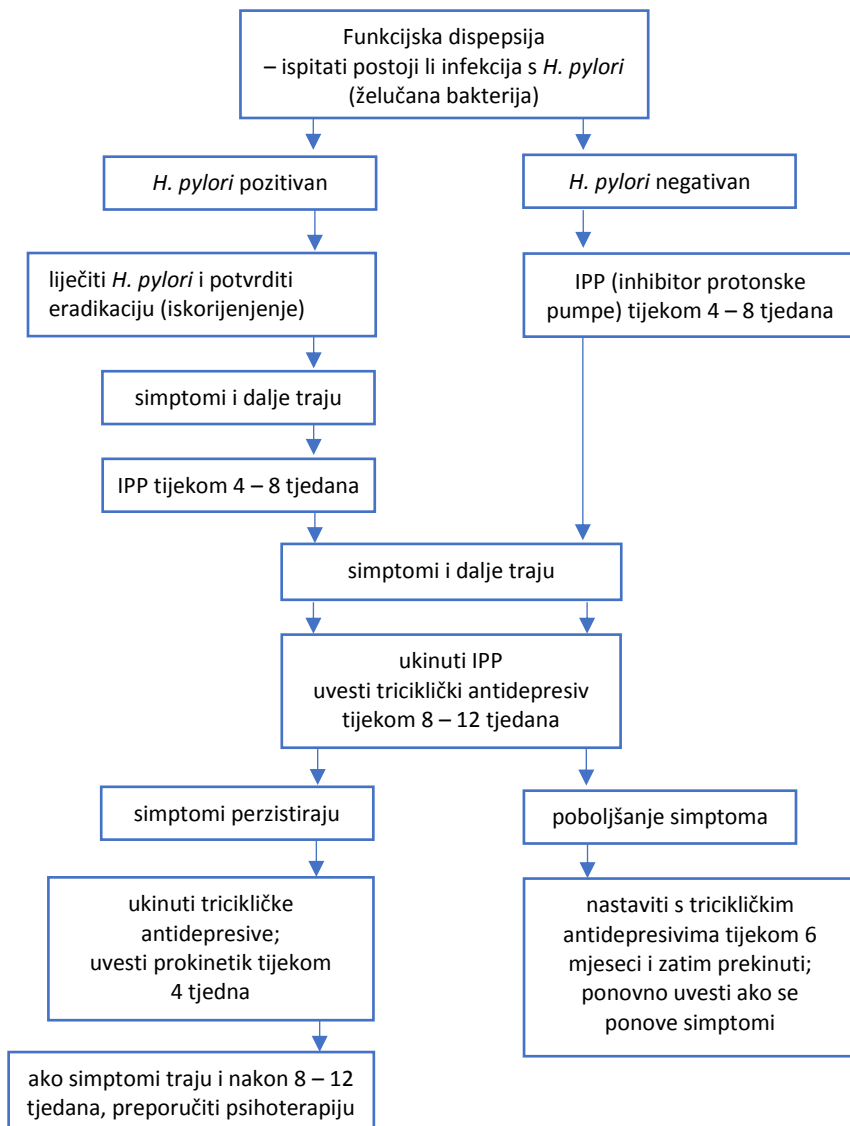 Funkcijska dispepsija
– ispitati postoji li infekcija s H. pylori
(želučana bakterija)
H. pylori pozitivan
H. pylori negativan
liječiti H. pylori i potvrditi
eradikaciju (iskorijenjenje)
IPP (inhibitor protonske
pumpe) tijekom 4 – 8 tjedana
simptomi i dalje traju
IPP tijekom 4 – 8 tjedana
simptomi i dalje traju
ukinuti IPP
uvesti triciklički antidepresiv
tijekom 8 – 12 tjedana
simptomi perzistiraju
poboljšanje simptoma
ukinuti tricikličke
antidepresive;
uvesti prokinetik tijekom
4 tjedna
nastaviti s tricikličkim
antidepresivima tijekom 6
mjeseci i zatim prekinuti;
ponovno uvesti ako se
ponove simptomi
ako simptomi traju i nakon 8 – 12
tjedana, preporučiti psihoterapiju